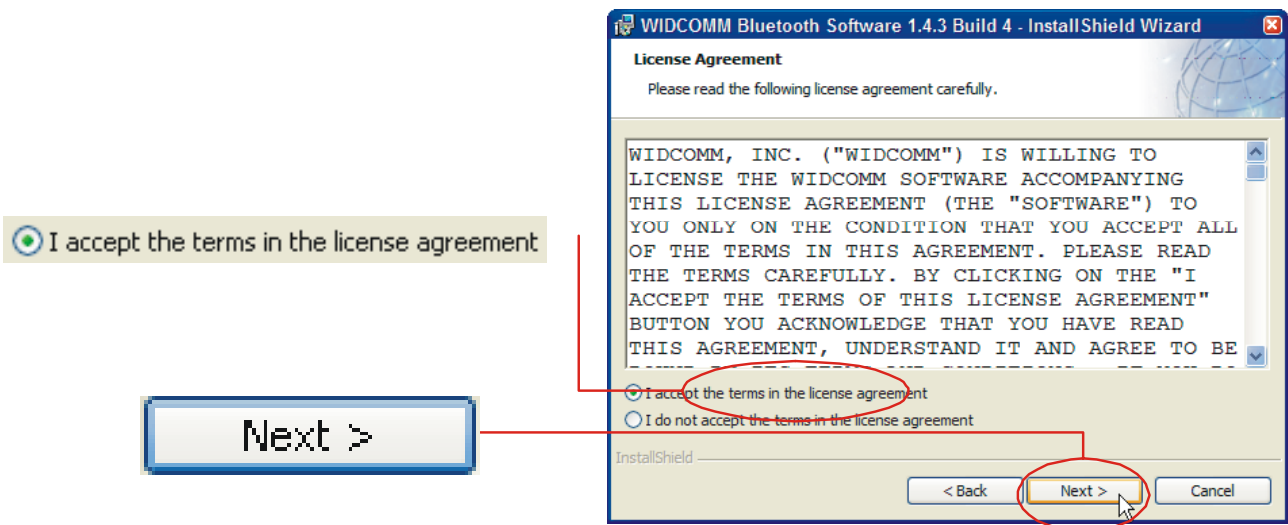 WIDCOMM Bluetooth Software 1.4.3 Build 4 - InstallShield Wizard
License Agreement
Please read the following license agreement carefully.
WIDCOMM, INC. ("WIDCOMM") IS WILLING TO
LICENSE THE WIDCOMM SOFTWARE ACCOMPANYING
THIS LICENSE AGREEMENT (THE "SOFTWARE") TO
YOU ONLY ON THE CONDITION THAT YOU ACCEPT ALL
OF THE TERMS IN THIS AGREEMENT. PLEASE READ
THE TERMS CAREFULLY. BY CLICKING ON THE "I
ACCEPT THE TERMS OF THIS LICENSE AGREEMENT"
BUTTON YOU ACKNOWLEDGE THAT YOU HAVE READ
THIS AGREEMENT, UNDERSTAND IT AND AGREE TO BE
I accept the terms in the license agreement
I do not accept the terms in the license agreement
InstallShield
< Back
Next >
Cancel
I accept the terms in the license agreement
Next >